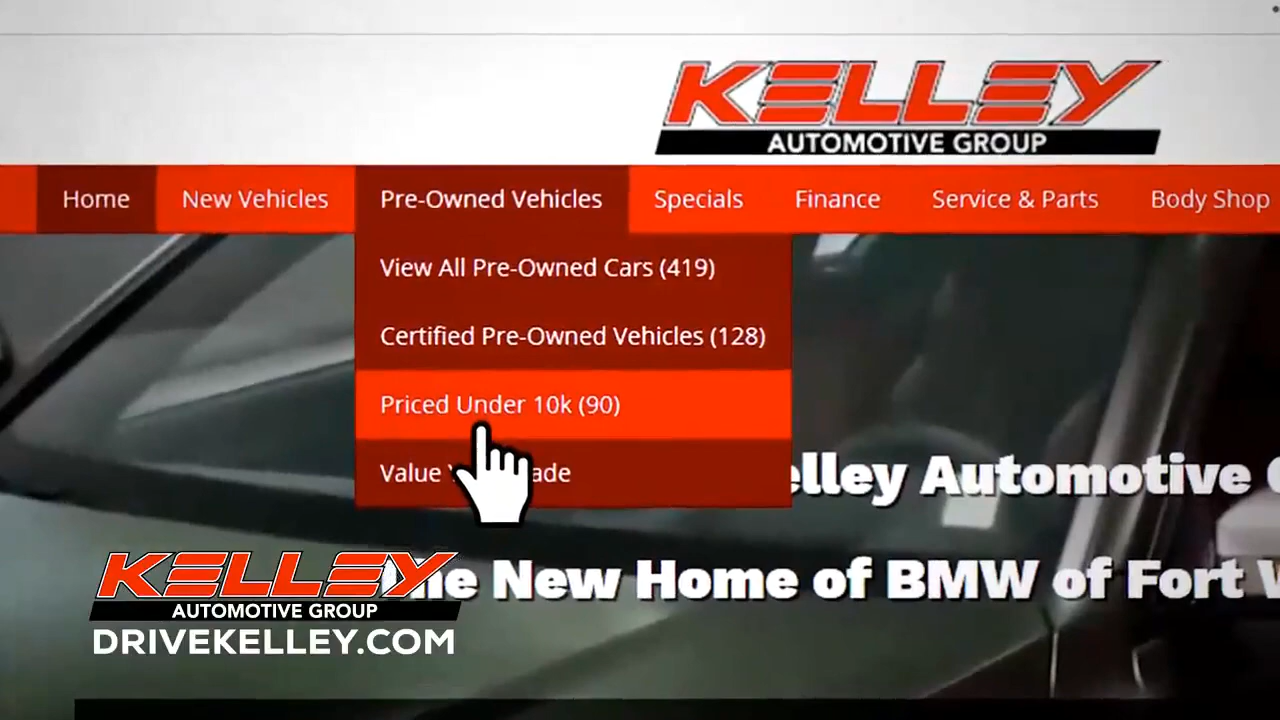 KELLEY
AUTOMOTIVE GROUP
Home New Vehicles Pre-Owned Vehicles Specials Finance Service & Parts Body Shop
View All Pre-Owned Cars (419)
Certified Pre-Owned Vehicles (128)
Priced Under 10k (90)
Value
elley Automotive
New Home of BMW of Fort
KELLEY
AUTOMOTIVE GROUP
DRIVEKELLEY.COM